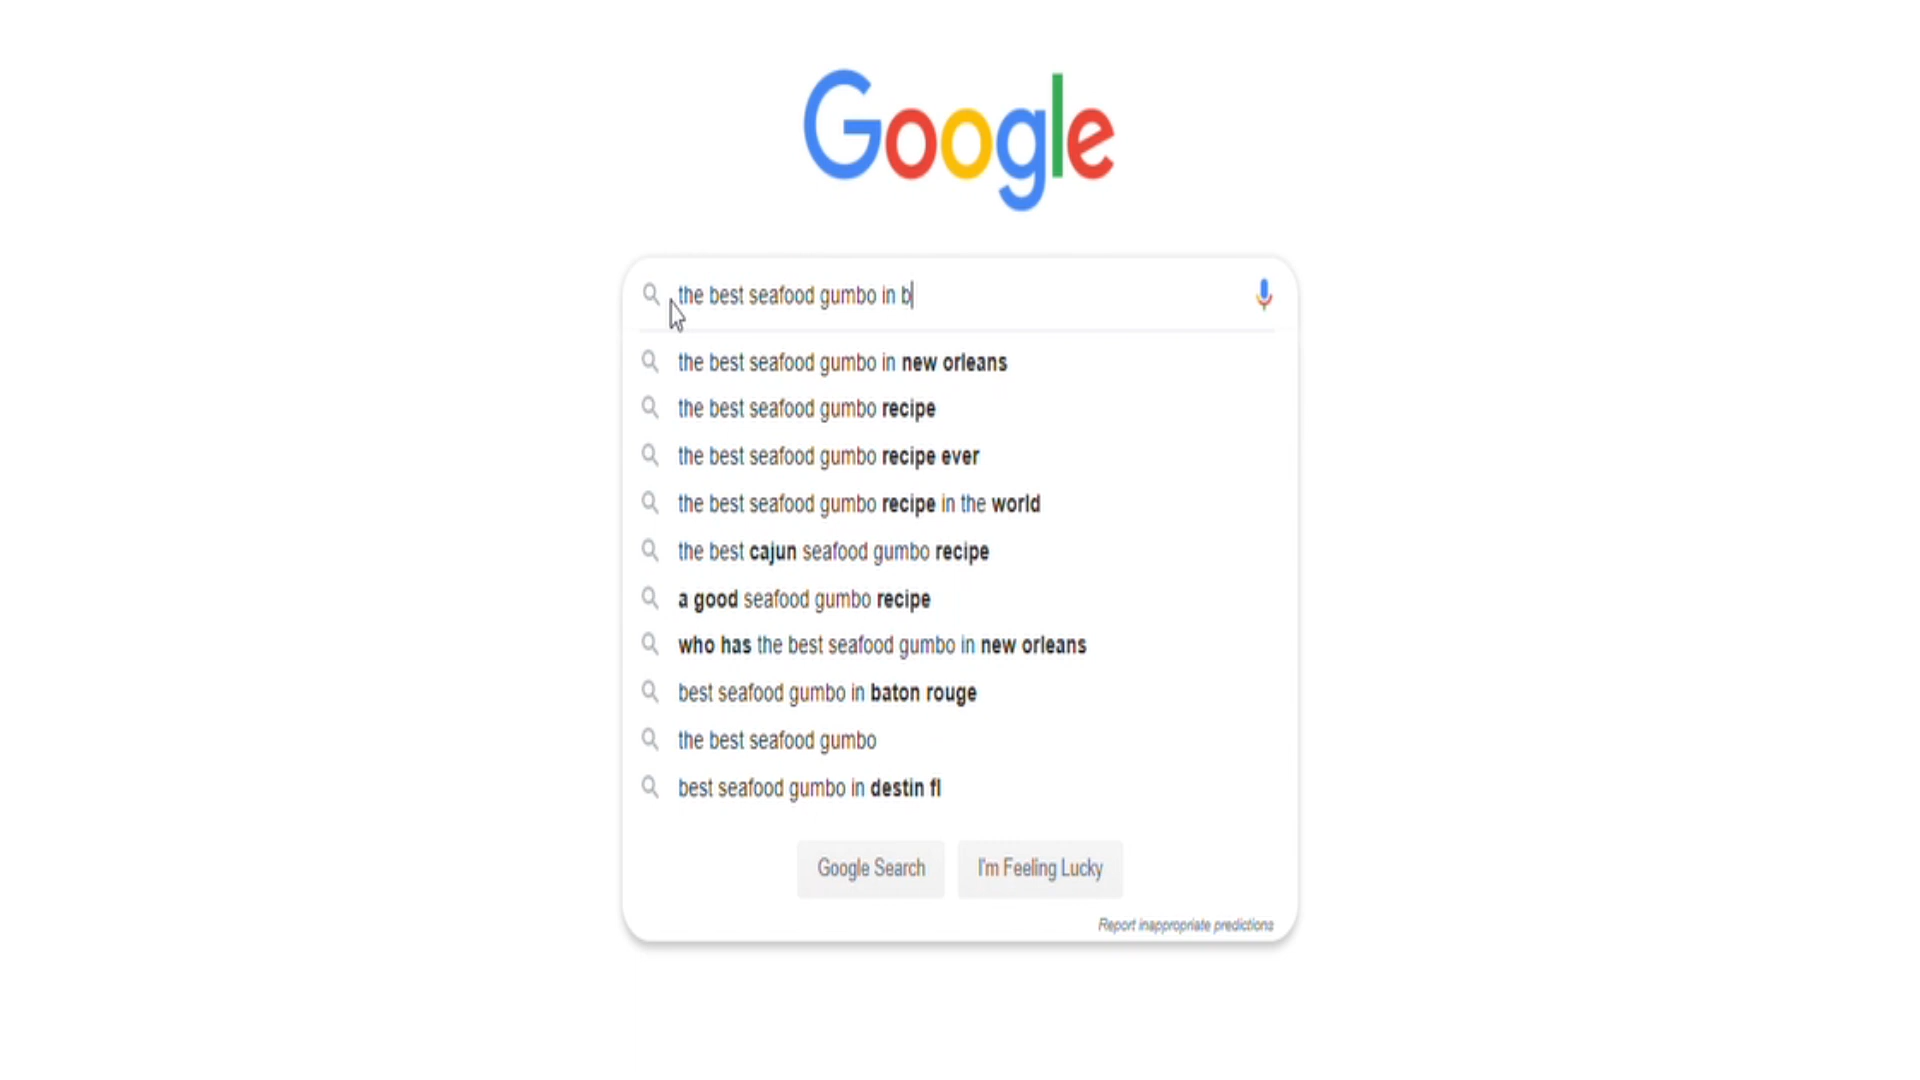 Google
the best seafood gumbo in b
the best seafood gumbo in new orleans
the best seafood gumbo recipe
the best seafood gumbo recipe ever
the best seafood gumbo recipe in the world
the best cajun seafood gumbo recipe
a good seafood gumbo recipe
who has the best seafood gumbo in new orleans
best seafood gumbo in baton rouge
the best seafood gumbo
best seafood gumbo in destin fl
Google Search
I'm Feeling Lucky
Report inappropriate predictions